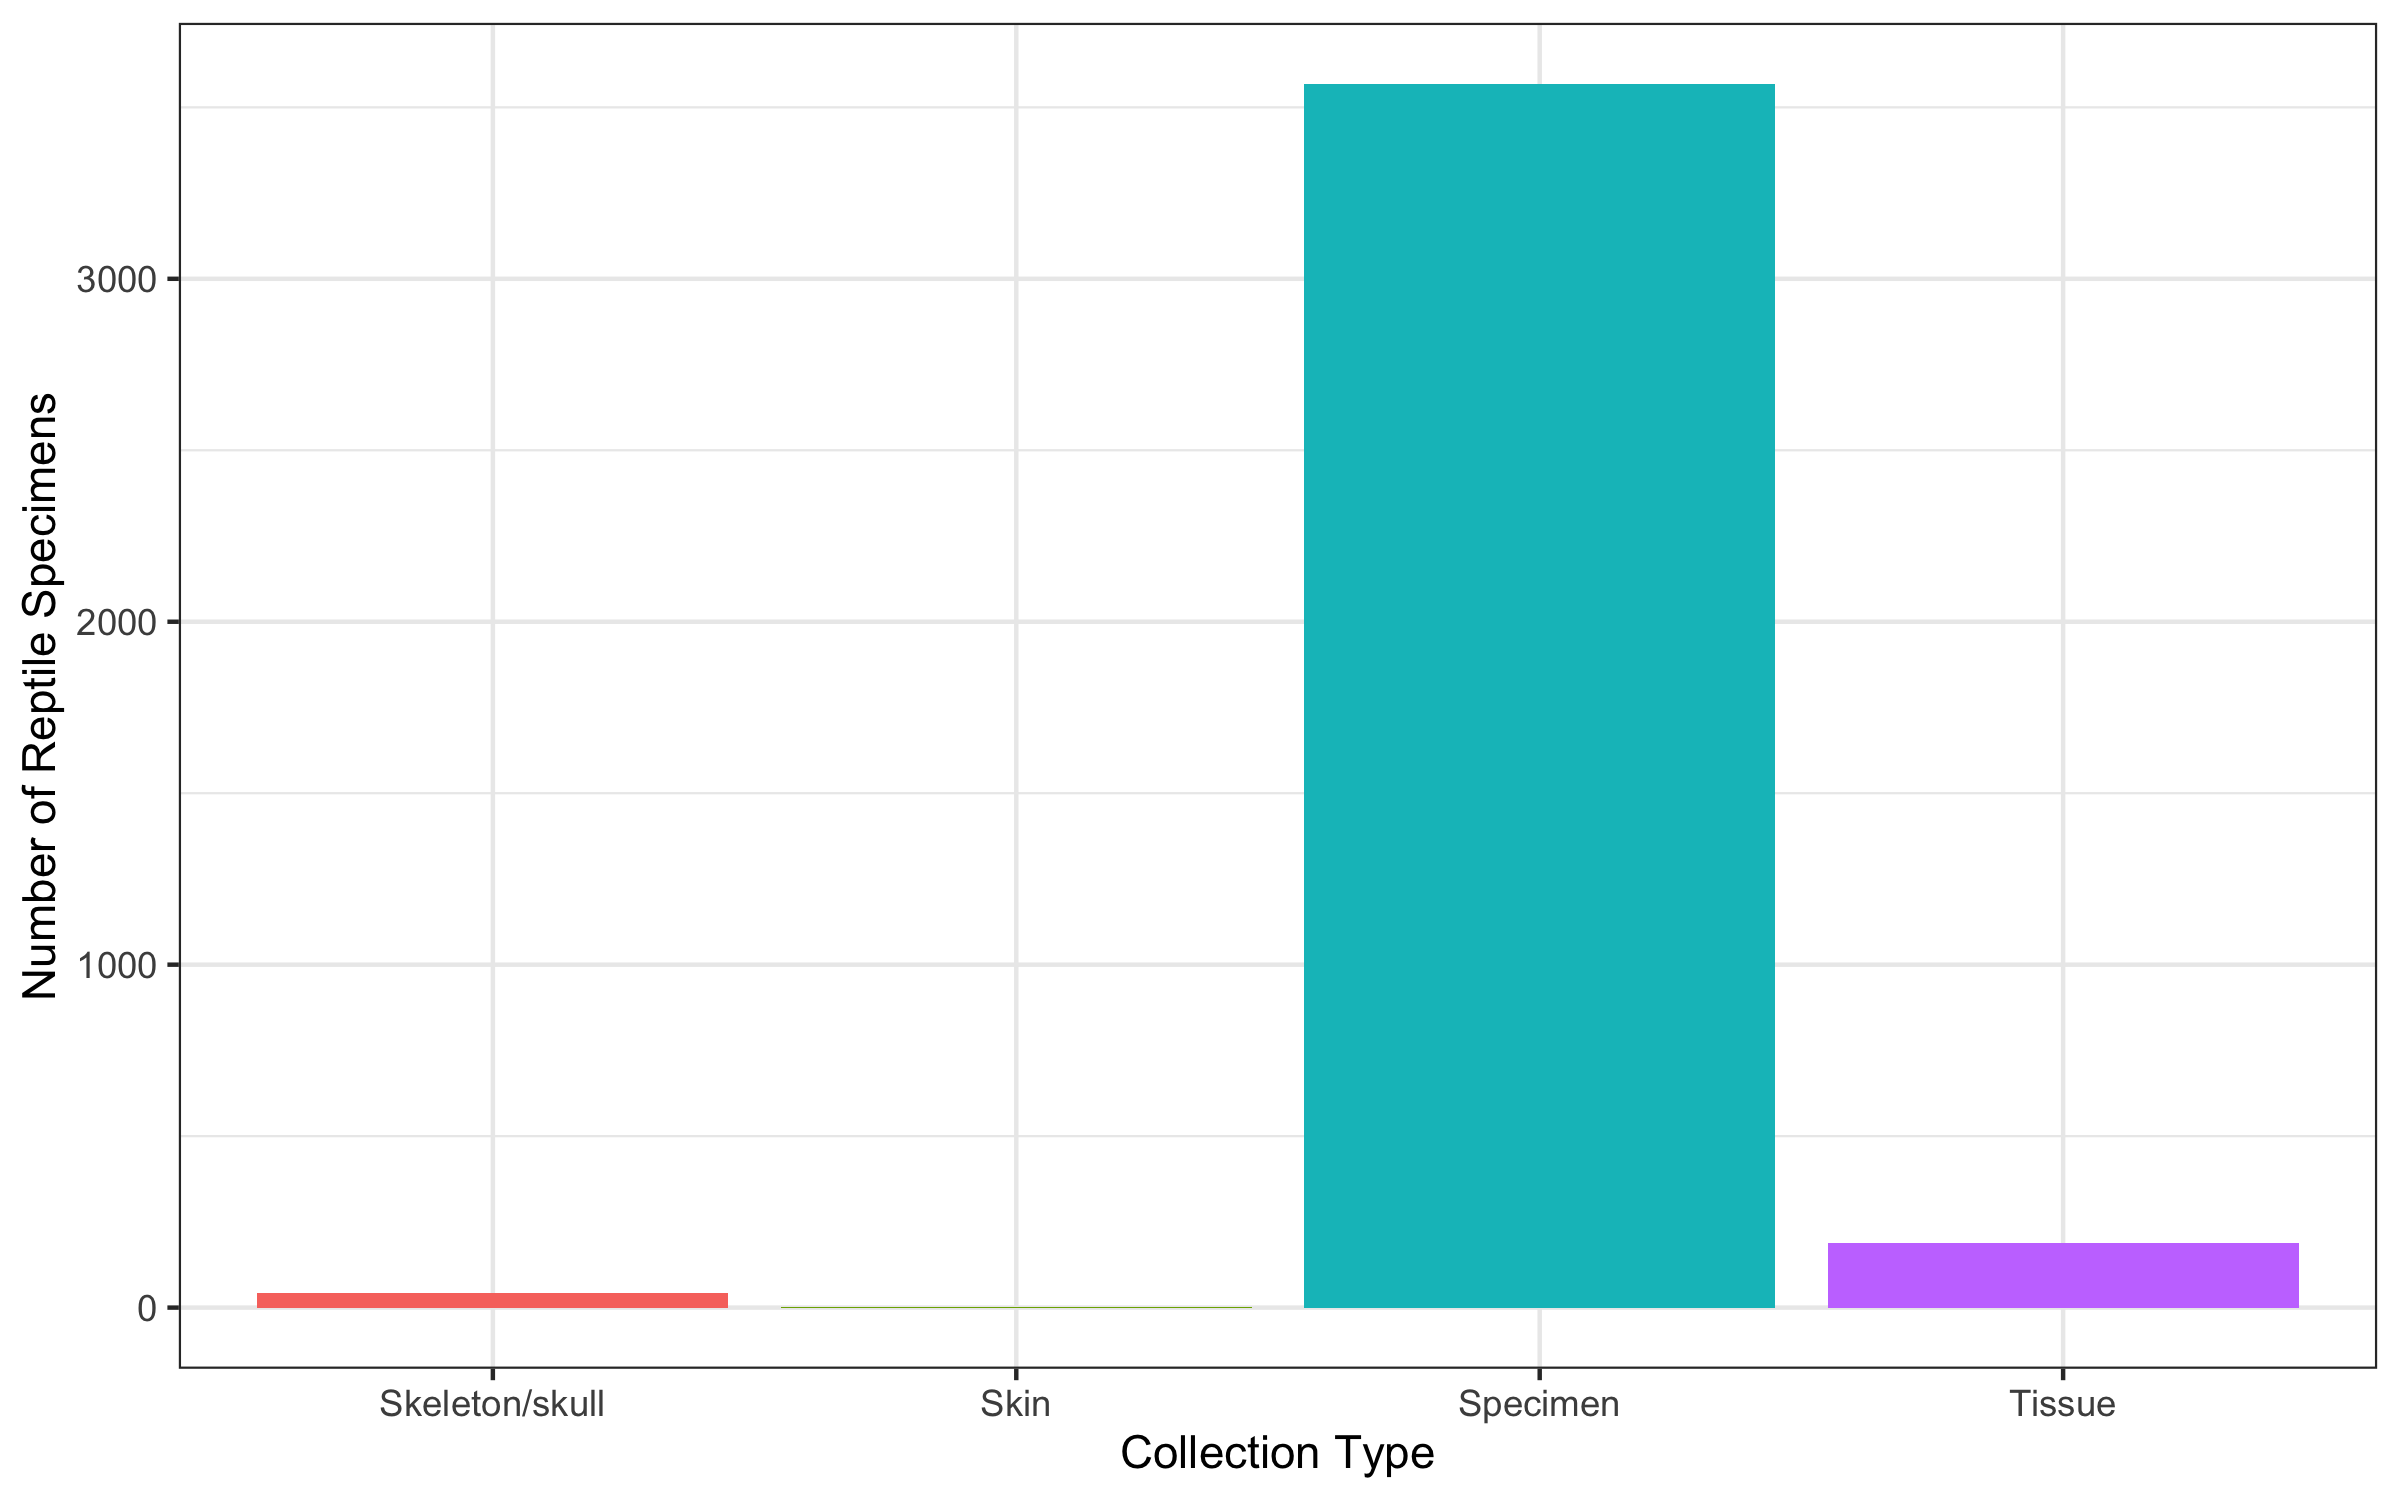 Number of Reptile Specimens
3000
2000
1000
0
Skeleton/skull Skin Specimen Tissue
Collection Type